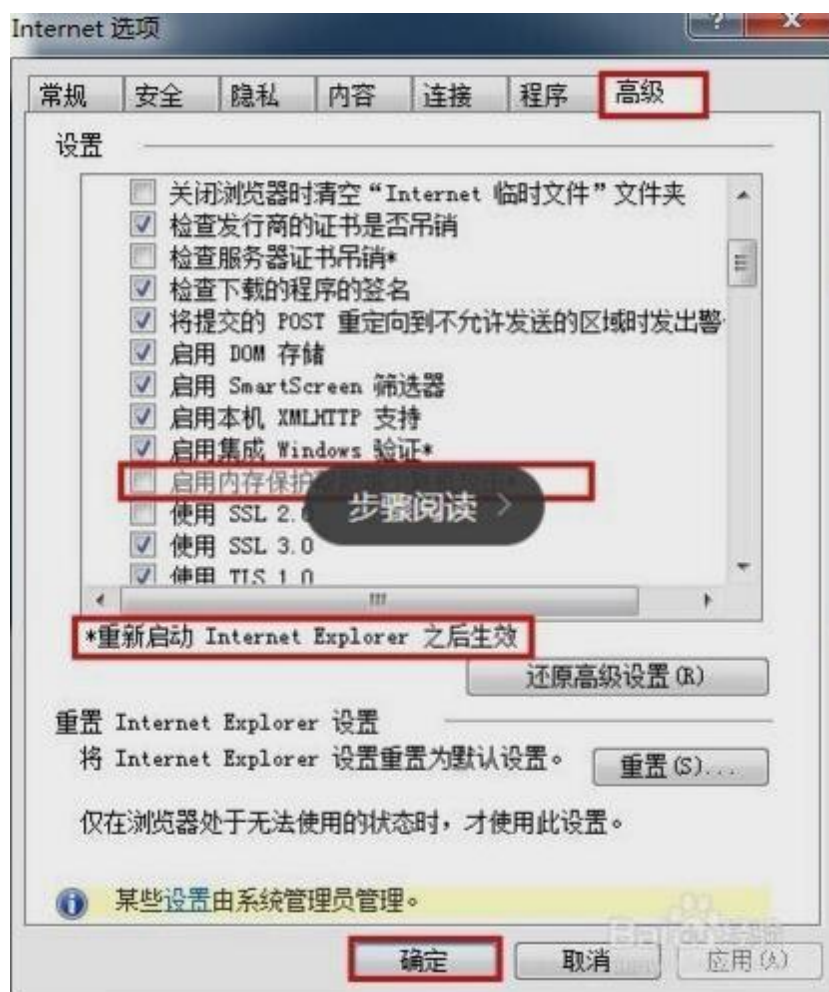 Internet 选项
常规 安全 隐私 内容 连接 程序 高级
设置
关闭浏览器时清空“Internet 临时文件”文件夹
检查发行商的证书是否吊销
检查服务器证书吊销*
检查下载的程序的签名
将提交的 POST 重定向到不允许发送的区域时发出警
启用 DOM 存储
启用 SmartScreen 筛选器
启用本机 XMLHTTP 支持
启用集成 Windows 验证*
启用内存保护
步骤阅读 >
使用 SSL 2.
使用 SSL 3.0
使用 TLS 1.0
*重新启动 Internet Explorer 之后生效
还原高级设置(R)
重置 Internet Explorer 设置
将 Internet Explorer 设置重置为默认设置。 重置(S)...
仅在浏览器处于无法使用的状态时，才使用此设置。
某些设置由系统管理员管理。
确定 取消 应用(A)